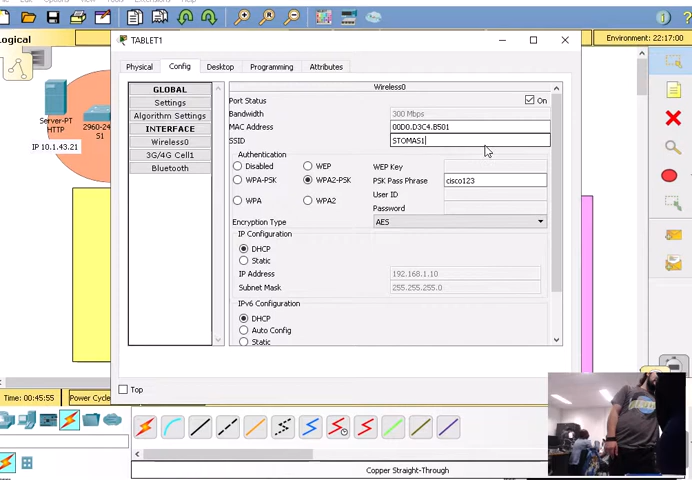 ogical
Environment: 22:17:00
TABLET1
Physical Config Desktop Programming Attributes
GLOBAL
Settings
Algorithm Settings
INTERFACE
Wireless0
3G/4G Cell1
Bluetooth
Wireless0
Port Status On
Bandwidth 300 Mbps
MAC Address 00D0.D3C4.B501
SSID STOMAS1
Authentication
Disabled WEP WEP Key
WPA-PSK WPA2-PSK PSK Pass Phrase cisco123
User ID
WPA WPA2 Password
Encryption Type AES
IP Configuration
DHCP
Static
IP Address 192.168.1.10
Subnet Mask 255.255.255.0
IPv6 Configuration
DHCP
Auto Config
Static
Top
Server-PT
HTTP
2960-24
S1
IP 10.1.43.21
Time: 00:45:55 Power Cycle
Copper Straight-Through